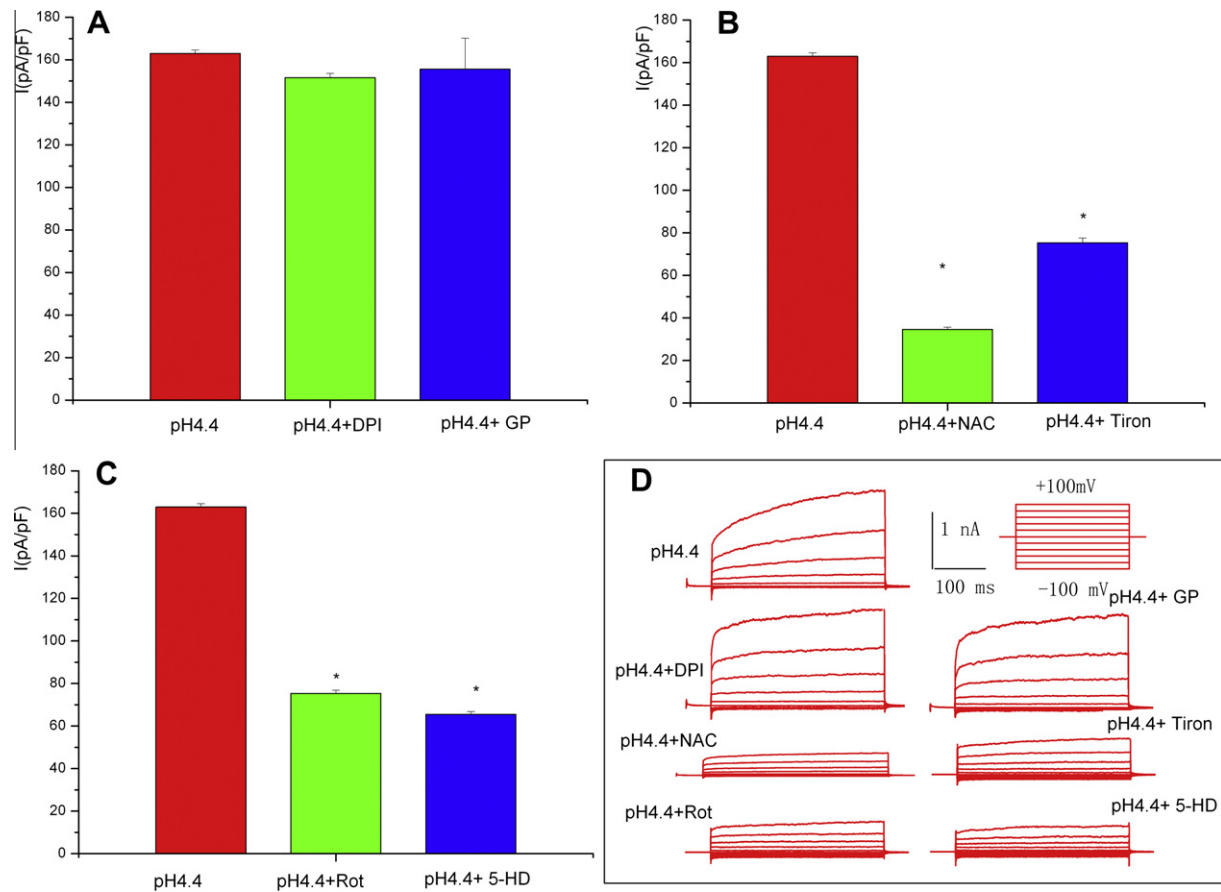 A
I(pA/pF)
180
160
140
120
100
80
60
40
20
0
pH4.4
pH4.4+DPI
pH4.4+ GP
B
I(pA/pF)
180
160
140
120
100
80
60
40
20
0
*
*
pH4.4
pH4.4+NAC
pH4.4+ Tiron
C
I(pA/pF)
180
160
140
120
100
80
60
40
20
0
*
*
pH4.4
pH4.4+Rot
pH4.4+ 5-HD
D
+100mV
1 nA
pH4.4
100 ms
-100 mV
pH4.4+ GP
pH4.4+DPI
pH4.4+ Tiron
pH4.4+NAC
pH4.4+ 5-HD
pH4.4+Rot